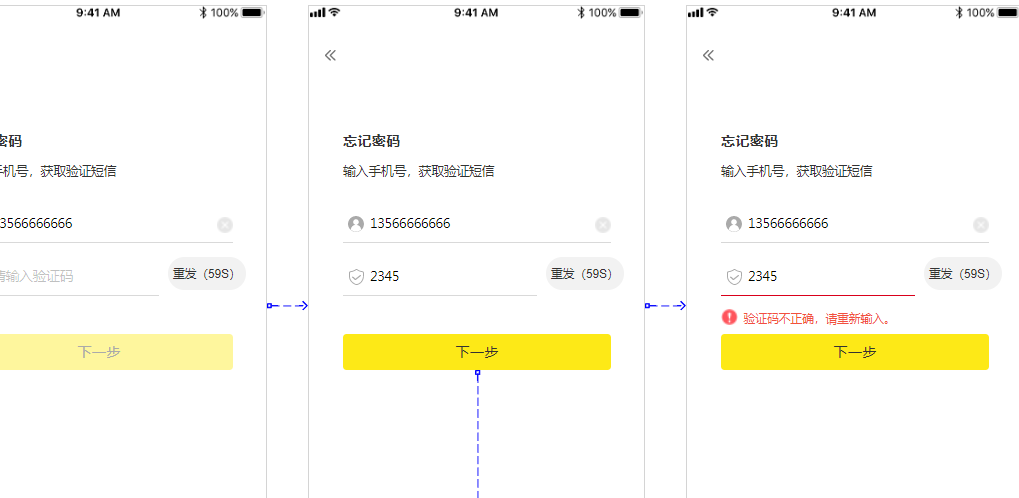 9:41 AM
100%
密码
手机号，获取验证短信
3566666666
请输入验证码
重发（59S）
下一步
9:41 AM
100%
忘记密码
输入手机号，获取验证短信
13566666666
2345
重发（59S）
下一步
9:41 AM
100%
忘记密码
输入手机号，获取验证短信
13566666666
2345
重发（59S）
验证码不正确，请重新输入。
下一步